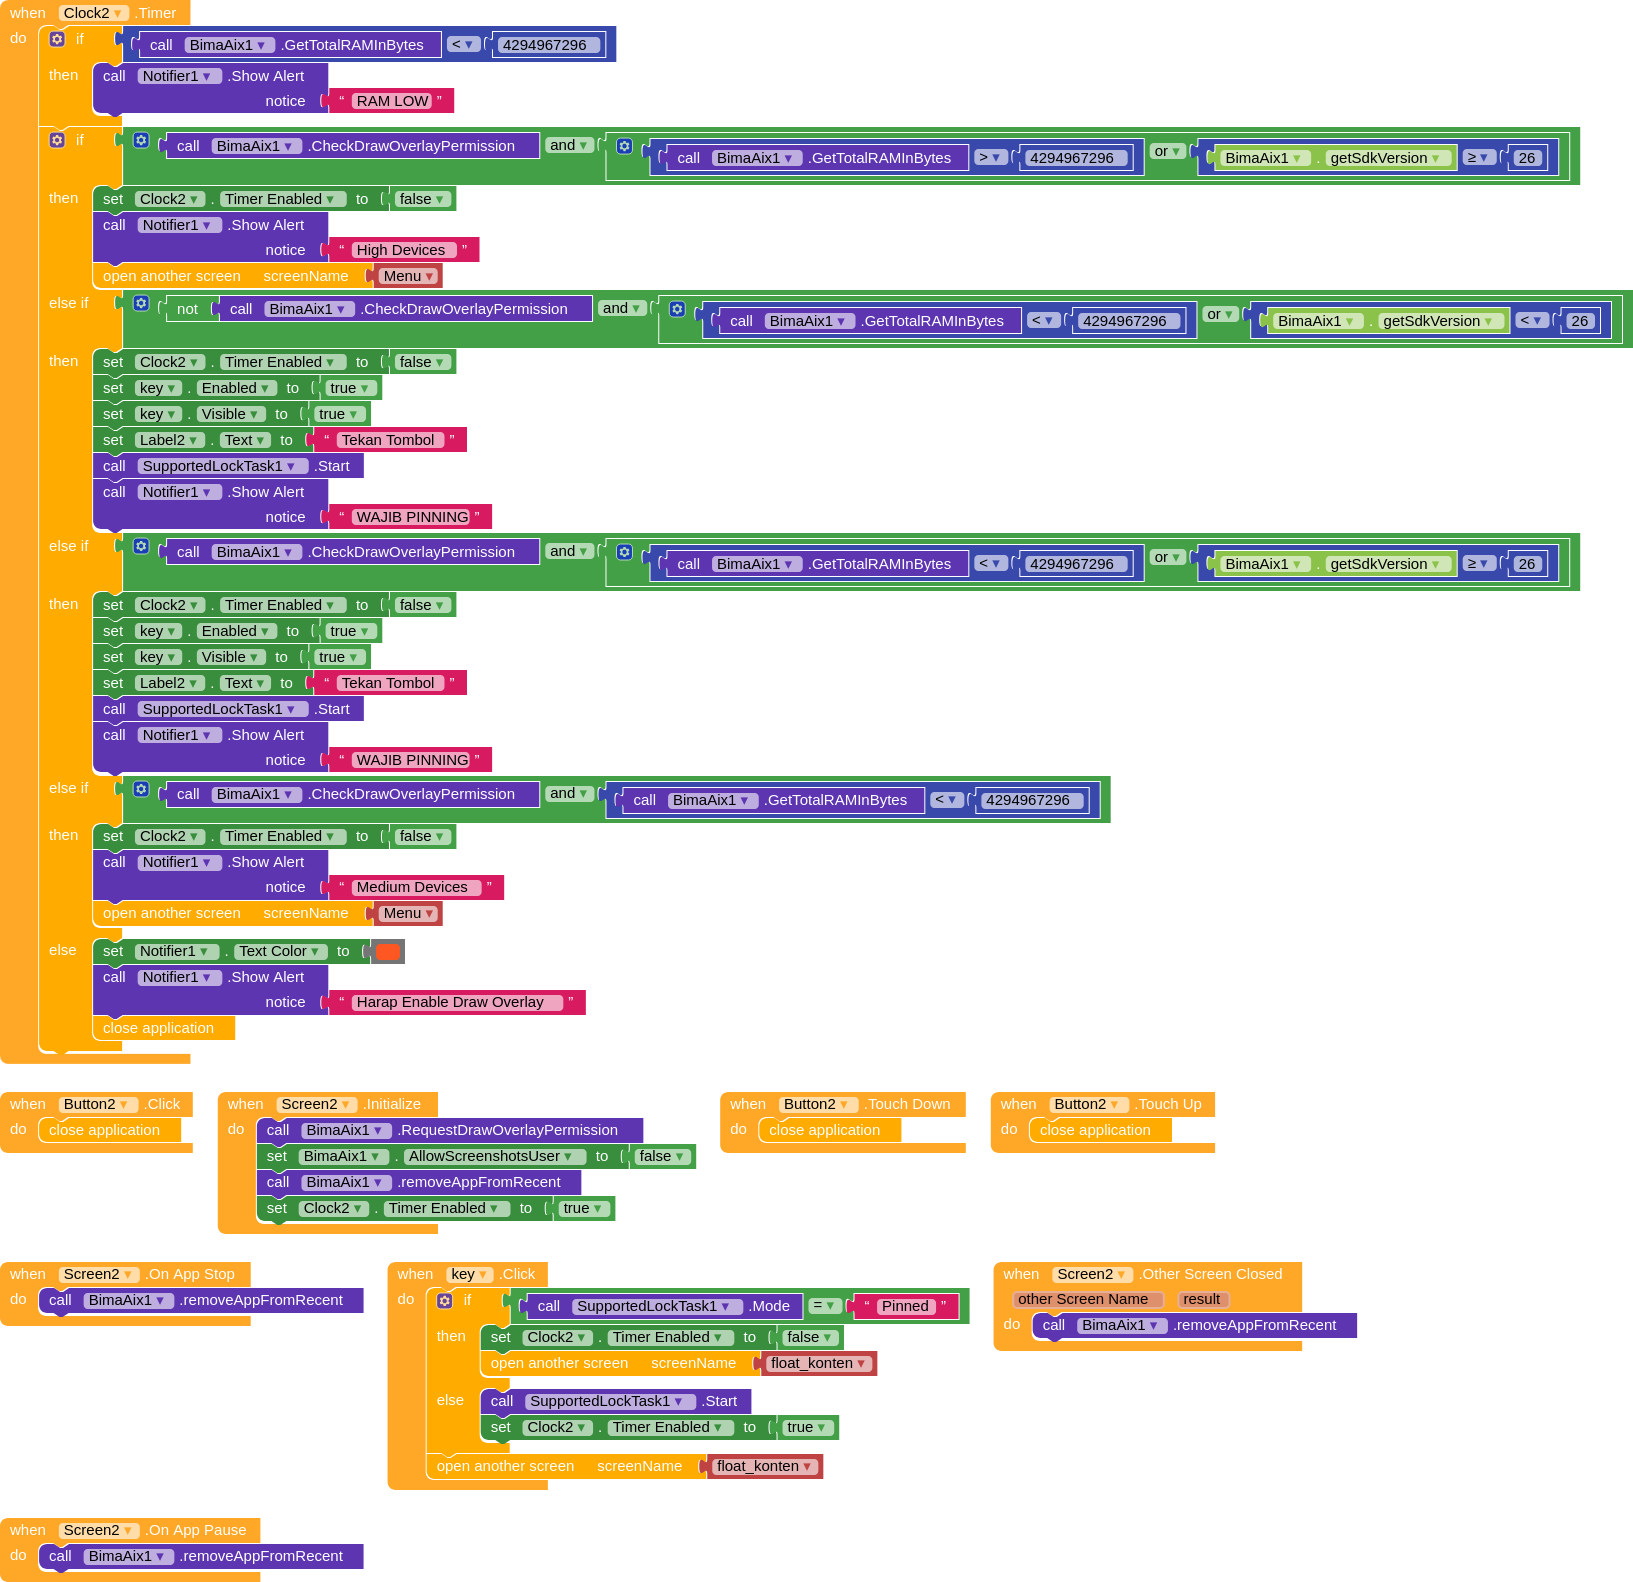 when Clock2 .Timer
do if call BimaAix1 .GetTotalRAMInBytes < 4294967296
then call Notifier1 .Show Alert
notice “ RAM LOW ”
if call BimaAix1 .CheckDrawOverlayPermission and call BimaAix1 .GetTotalRAMInBytes > 4294967296 or BimaAix1 . getSdkVersion ≥ 26
then set Clock2 . Timer Enabled to false
call Notifier1 .Show Alert
notice “ High Devices ”
open another screen screenName Menu
else if not call BimaAix1 .CheckDrawOverlayPermission and call BimaAix1 .GetTotalRAMInBytes < 4294967296 or BimaAix1 . getSdkVersion < 26
then set Clock2 . Timer Enabled to false
set key . Enabled to true
set key . Visible to true
set Label2 . Text to “ Tekan Tombol ”
call SupportedLockTask1 .Start
call Notifier1 .Show Alert
notice “ WAJIB PINNING ”
else if call BimaAix1 .CheckDrawOverlayPermission and call BimaAix1 .GetTotalRAMInBytes < 4294967296 or BimaAix1 . getSdkVersion ≥ 26
then set Clock2 . Timer Enabled to false
set key . Enabled to true
set key . Visible to true
set Label2 . Text to “ Tekan Tombol ”
call SupportedLockTask1 .Start
call Notifier1 .Show Alert
notice “ WAJIB PINNING ”
else if call BimaAix1 .CheckDrawOverlayPermission and call BimaAix1 .GetTotalRAMInBytes < 4294967296
then set Clock2 . Timer Enabled to false
call Notifier1 .Show Alert
notice “ Medium Devices ”
open another screen screenName Menu
else set Notifier1 . Text Color to
call Notifier1 .Show Alert
notice “ Harap Enable Draw Overlay ”
close application
when Button2 .Click
do close application
when Screen2 .Initialize
do call BimaAix1 .RequestDrawOverlayPermission
set BimaAix1 . AllowScreenshotsUser to false
call BimaAix1 .removeAppFromRecent
set Clock2 . Timer Enabled to true
when Button2 .Touch Down
do close application
when Button2 .Touch Up
do close application
when Screen2 .On App Stop
do call BimaAix1 .removeAppFromRecent
when key .Click
do if call SupportedLockTask1 .Mode = “ Pinned ”
then set Clock2 . Timer Enabled to false
open another screen screenName float_konten
else call SupportedLockTask1 .Start
set Clock2 . Timer Enabled to true
open another screen screenName float_konten
when Screen2 .Other Screen Closed
other Screen Name result
do call BimaAix1 .removeAppFromRecent
when Screen2 .On App Pause
do call BimaAix1 .removeAppFromRecent